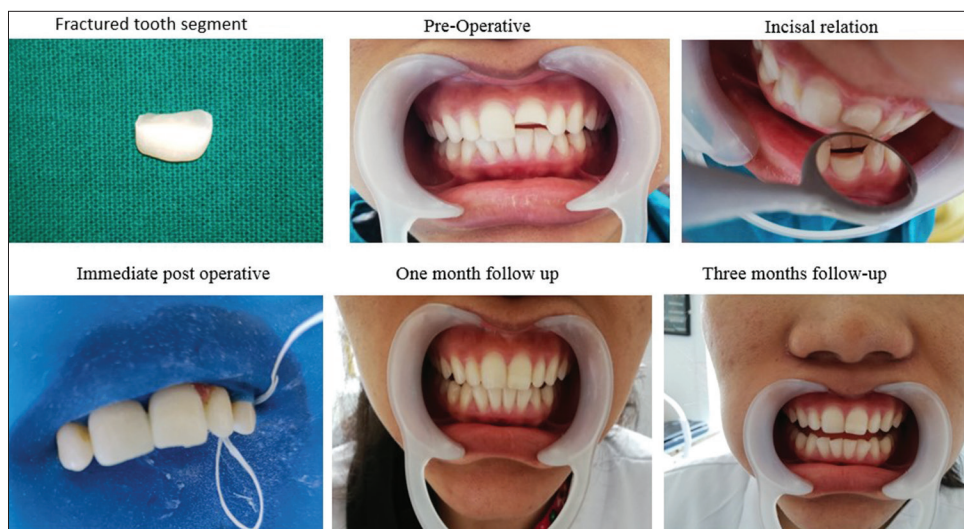 Fractured tooth segment
Pre-Operative
Incisal relation
Immediate post operative
One month follow up
Three months follow-up